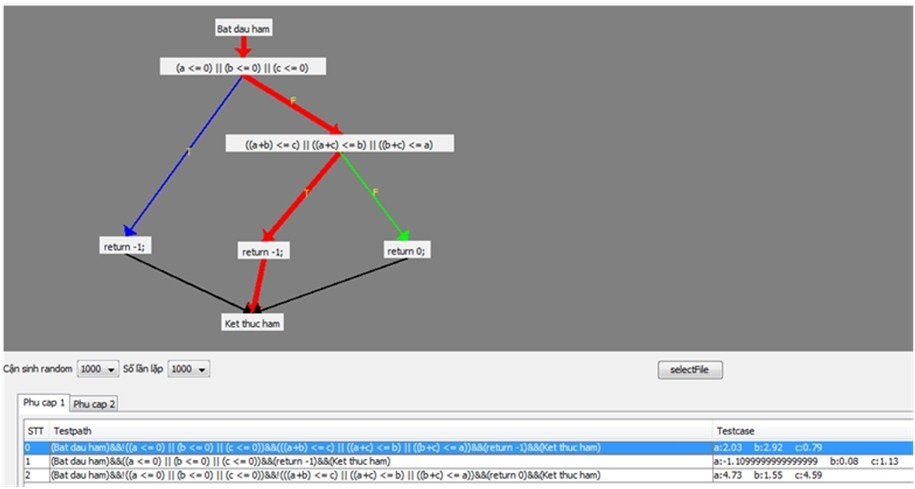 Bat dau ham
(a <= 0) || (b <= 0) || (c <= 0)
F
T
((a+b) <= c) || ((a+c) <= b) || ((b+c) <= a)
T F
return -1; return -1; return 0;
Ket thuc ham
Cận sinh random 1000 Số lần lặp 1000 selectFile
Phu cap 1 Phu cap 2
STT Testpath Testcase
0 (Bat dau ham)&&!((a <= 0) || (b <= 0) || (c <= 0))&&(((a+b) <= c) || ((a+c) <= b) || ((b+c) <= a))&&(return -1)&&(Ket thuc ham) a:2.03 b:2.92 c:0.79
1 (Bat dau ham)&&((a <= 0) || (b <= 0) || (c <= 0))&&(return -1)&&(Ket thuc ham) a:-1.1099999999999999 b:0.08 c:1.13
2 (Bat dau ham)&&!((a <= 0) || (b <= 0) || (c <= 0))&&!(((a+b) <= c) || ((a+c) <= b) || ((b+c) <= a))&&(return 0)&&(Ket thuc ham) a:4.73 b:1.55 c:4.59